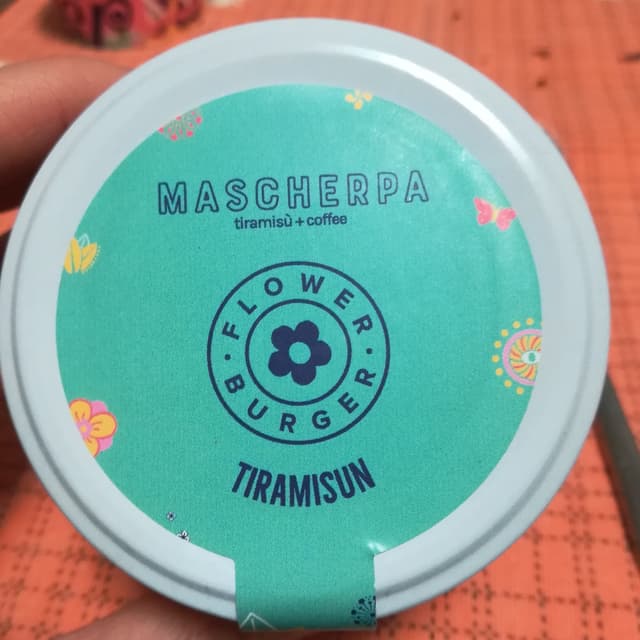 MASCHERPA
tiramisù + coffee
FLOWER
BURGER
TIRAMISUN